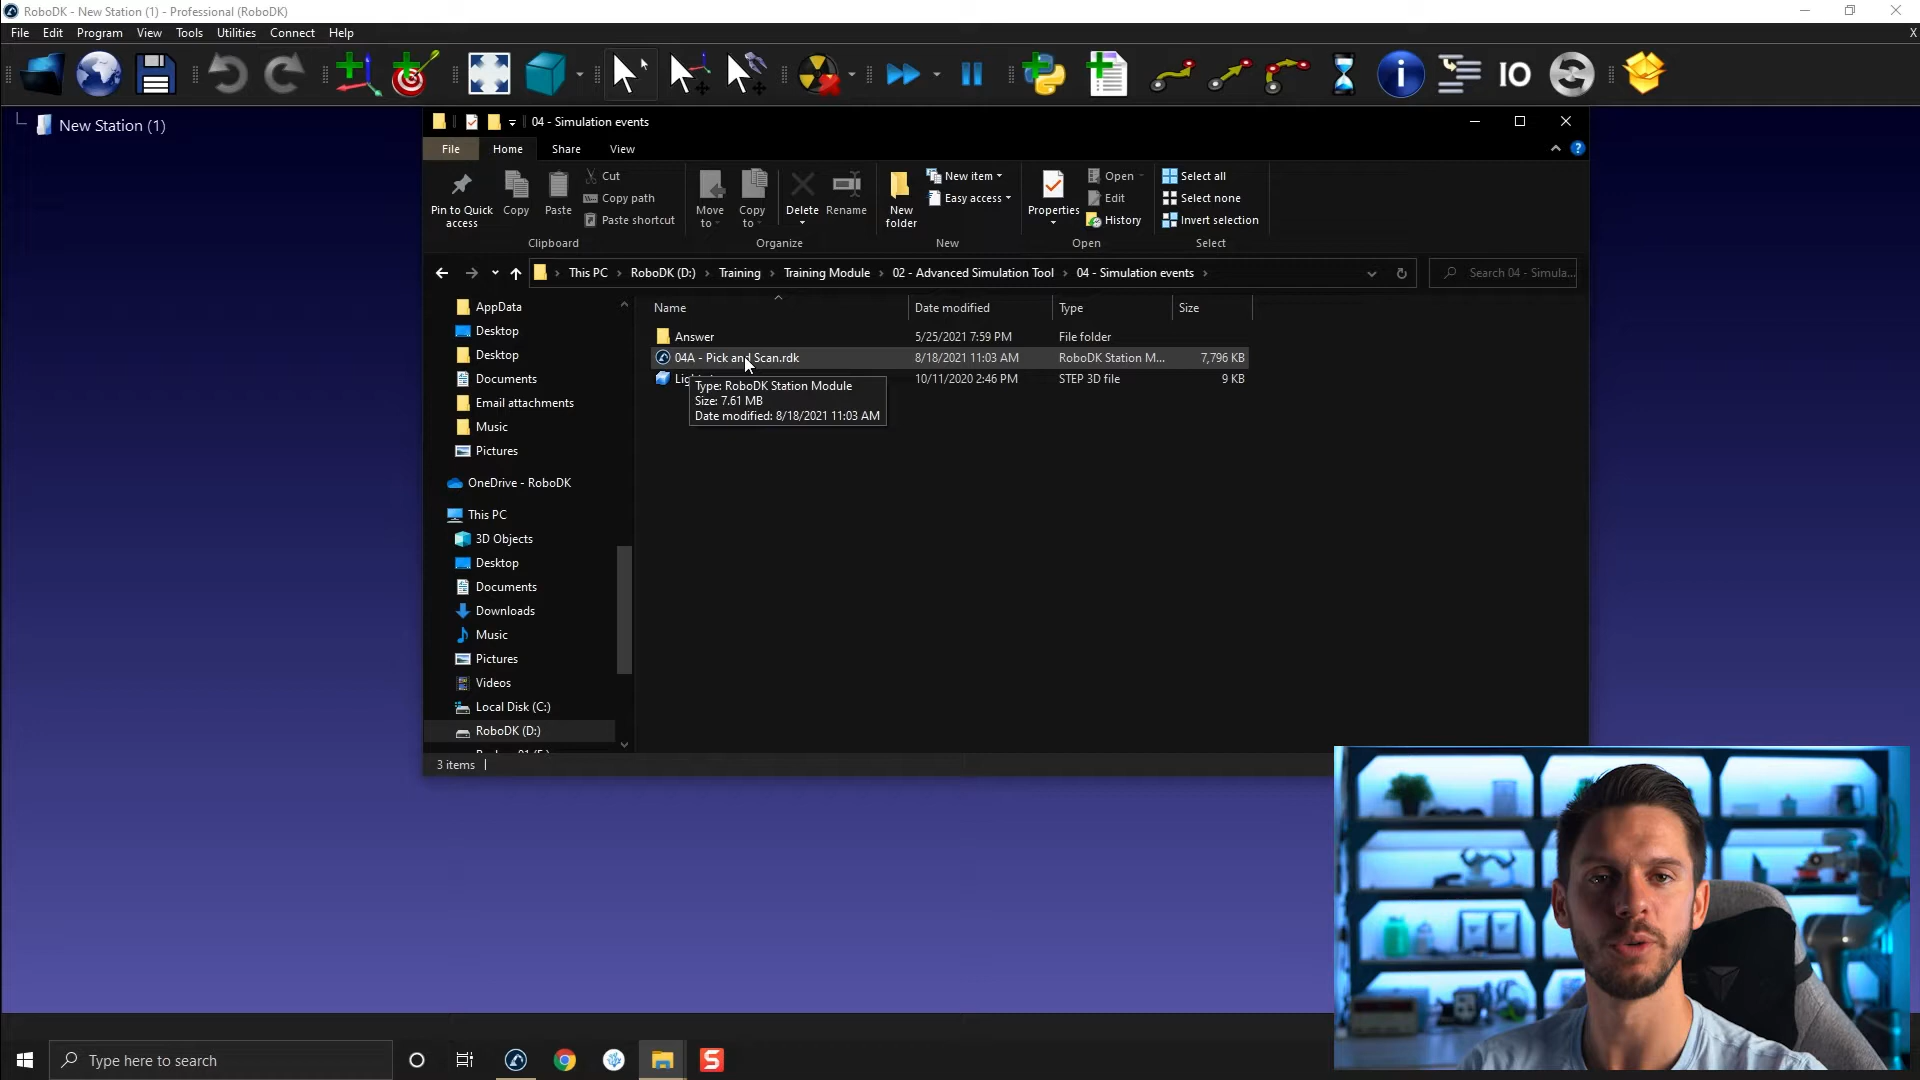 RoboDK - New Station (1) - Professional (RoboDK)
File Edit Program View Tools Utilities Connect Help X
IO
New Station (1)
04 - Simulation events
File Home Share View
Pin to Quick access
Copy
Paste
Cut
Copy path
Paste shortcut
Clipboard
Move to
Copy to
Delete
Rename
Organize
New folder
New item
Easy access
New
Properties
Open
Edit
History
Open
Select all
Select none
Invert selection
Select
This PC > RoboDK (D:) > Training > Training Module > 02 - Advanced Simulation Tool > 04 - Simulation events >
Search 04 - Simula...
Name Date modified Type Size
Answer 5/25/2021 7:59 PM File folder
04A - Pick and Scan.rdk 8/18/2021 11:03 AM RoboDK Station M... 7,796 KB
10/11/2020 2:46 PM STEP 3D file 9 KB
Type: RoboDK Station Module
Size: 7.61 MB
Date modified: 8/18/2021 11:03 AM
AppData
Desktop
Desktop
Documents
Email attachments
Music
Pictures
OneDrive - RoboDK
This PC
3D Objects
Desktop
Documents
Downloads
Music
Pictures
Videos
Local Disk (C:)
RoboDK (D:)
3 items
Type here to search
S